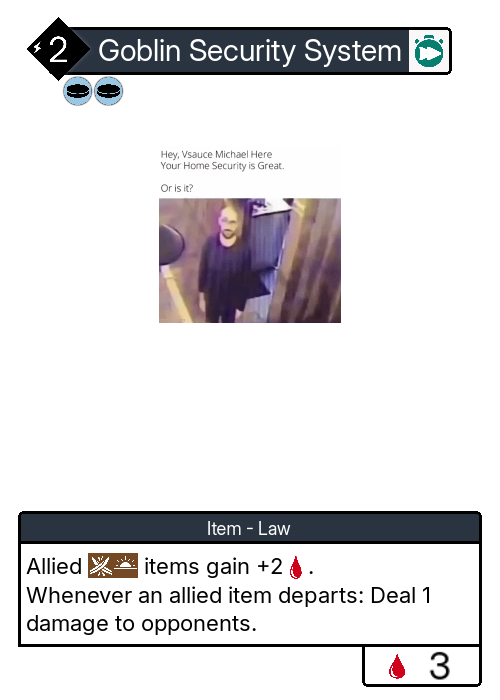 2
Goblin Security System
Hey, Vsauce Michael Here
Your Home Security is Great.
Or is it?
Item - Law
Allied items gain +2 .
Whenever an allied item departs: Deal 1
damage to opponents.
3